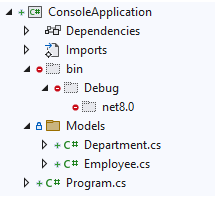 C# ConsoleApplication
Dependencies
Imports
bin
Debug
net8.0
Models
C# Department.cs
C# Employee.cs
C# Program.cs